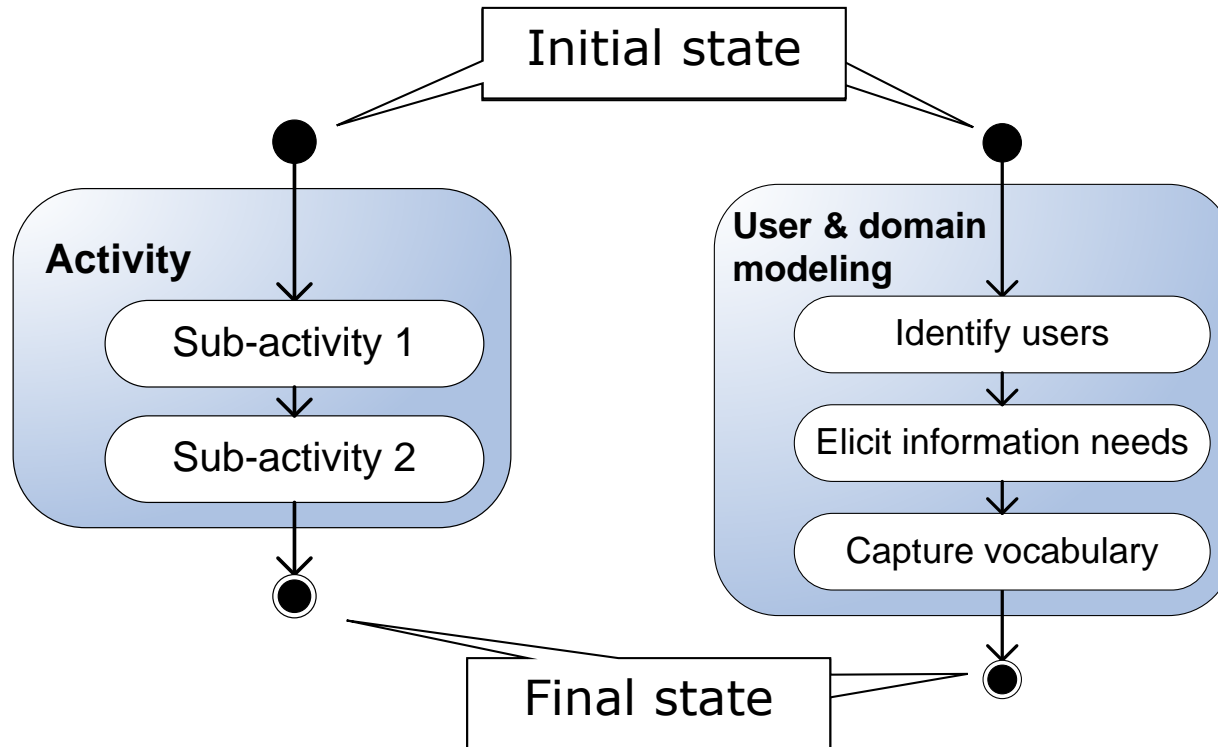 Initial state
Activity
Sub-activity 1
Sub-activity 2
User & domain
modeling
Identify users
Elicit information needs
Capture vocabulary
Final state